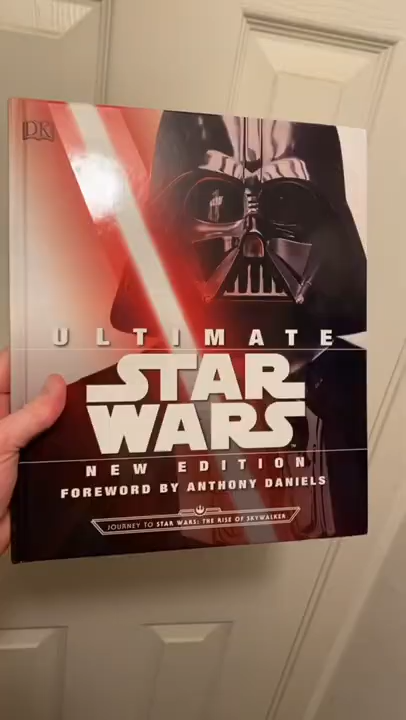 DK
ULTIMATE
STAR
WARS
NEW EDITION
FOREWORD BY ANTHONY DANIELS
JOURNEY TO STAR WARS: THE RISE OF SKYWALKER